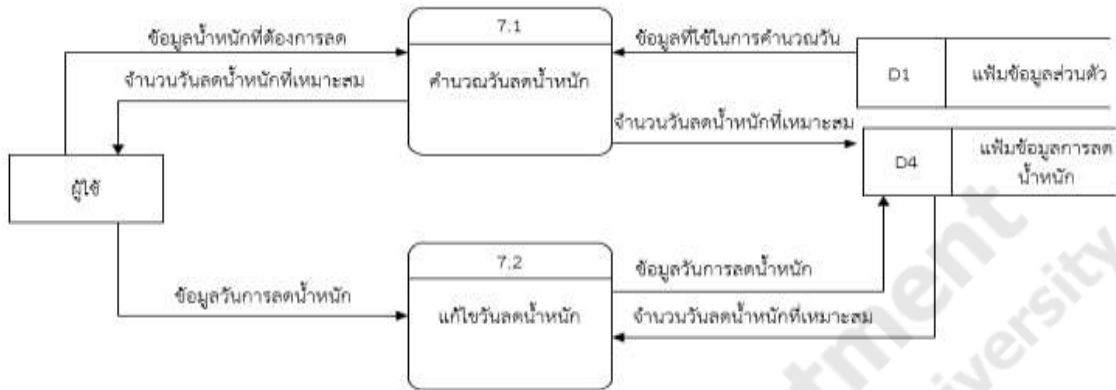 7.1
ข้อมูลน้ำหนักที่ต้องการลด
ข้อมูลที่ใช้ในการคำนวณวัน
จำนวนวันลดน้ำหนักที่เหมาะสม
คำนวณวันลดน้ำหนัก
D1
แฟ้มข้อมูลส่วนตัว
จำนวนวันลดน้ำหนักที่เหมาะสม
D4
แฟ้มข้อมูลการลด
น้ำหนัก
ผู้ใช้
7.2
ข้อมูลวันการลดน้ำหนัก
ข้อมูลวันการลดน้ำหนัก
แก้ไขวันลดน้ำหนัก
จำนวนวันลดน้ำหนักที่เหมาะสม
tment
iversity